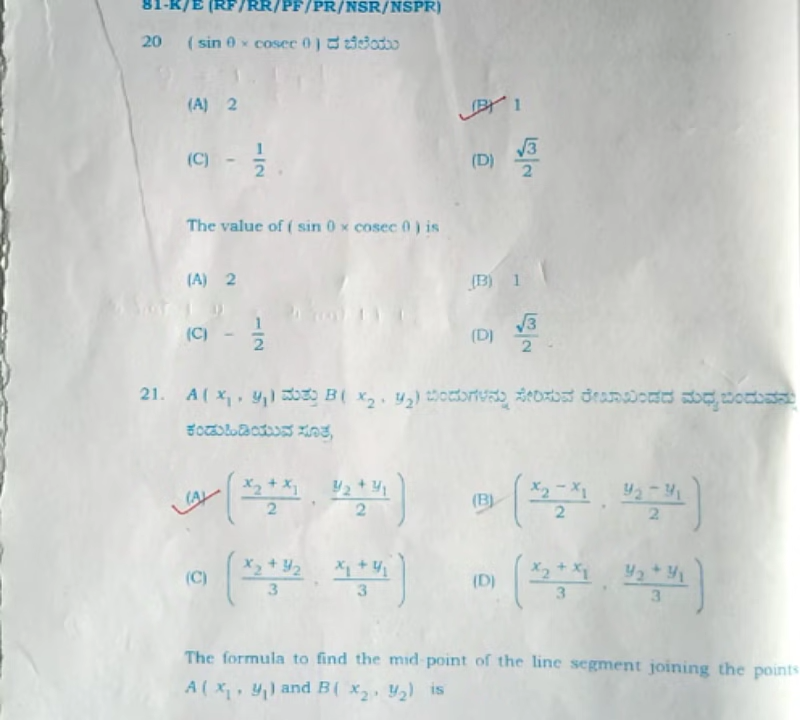 81-K/E (RF/RR/PF/PR/NSR/NSPR)
20 ( sin θ × cosec θ ) ದ ಬೆಲೆಯು
(A) 2 (B) 1
(C) − 1/2 (D) √3/2
The value of ( sin θ × cosec θ ) is
(A) 2 (B) 1
(C) − 1/2 (D) √3/2
21. A ( x₁ , y₁ ) ಮತ್ತು B ( x₂ , y₂ ) ಬಿಂದುಗಳನ್ನು ಸೇರಿಸುವ ರೇಖಾಖಂಡದ ಮಧ್ಯಬಿಂದುವನ್ನು
ಕಂಡುಹಿಡಿಯುವ ಸೂತ್ರ,
(A) ( (x₂ + x₁)/2 , (y₂ + y₁)/2 ) (B) ( (x₂ − x₁)/2 , (y₂ − y₁)/2 )
(C) ( (x₂ + y₂)/3 , (x₁ + y₁)/3 ) (D) ( (x₂ + x₁)/3 , (y₂ + y₁)/3 )
The formula to find the mid-point of the line segment joining the points
A ( x₁ , y₁ ) and B ( x₂ , y₂ ) is